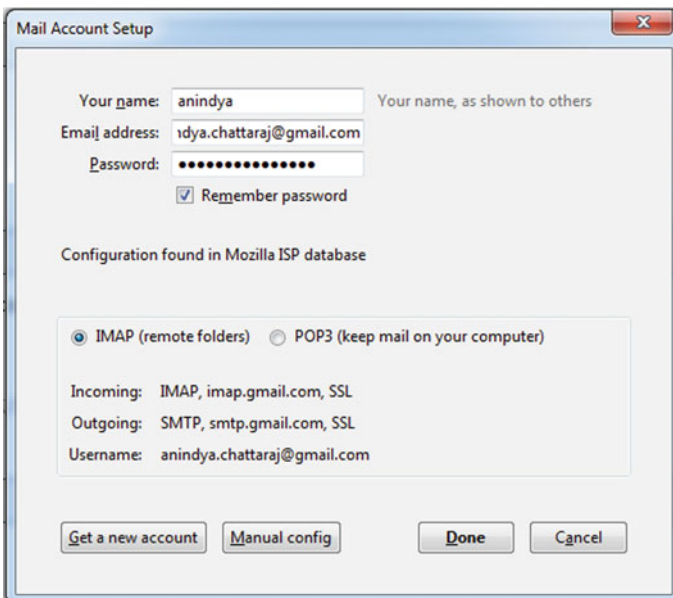 Mail Account Setup
Your name: anindya Your name, as shown to others
Email address: ndya.chattaraj@gmail.com
Password: ●●●●●●●●●●●●●●●
Remember password
Configuration found in Mozilla ISP database
IMAP (remote folders) POP3 (keep mail on your computer)
Incoming: IMAP, imap.gmail.com, SSL
Outgoing: SMTP, smtp.gmail.com, SSL
Username: anindya.chattaraj@gmail.com
Get a new account Manual config Done Cancel